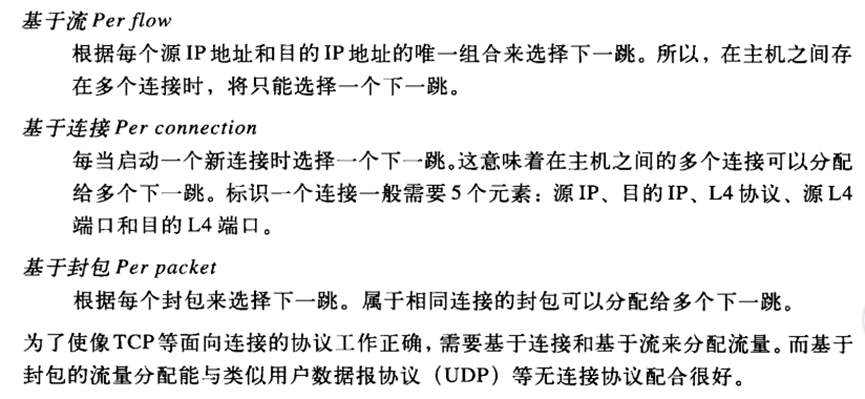 基于流 Per flow
根据每个源 IP 地址和目的 IP 地址的唯一组合来选择下一跳。所以，在主机之间存
在多个连接时，将只能选择一个下一跳。
基于连接 Per connection
每当启动一个新连接时选择一个下一跳。这意味着在主机之间的多个连接可以分配
给多个下一跳。标识一个连接一般需要 5 个元素：源 IP、目的 IP、L4 协议、源 L4
端口和目的 L4 端口。
基于封包 Per packet
根据每个封包来选择下一跳。属于相同连接的封包可以分配给多个下一跳。
为了使像 TCP 等面向连接的协议工作正确，需要基于连接和基于流来分配流量。而基于
封包的流量分配能与类似用户数据报协议（UDP）等无连接协议配合很好。